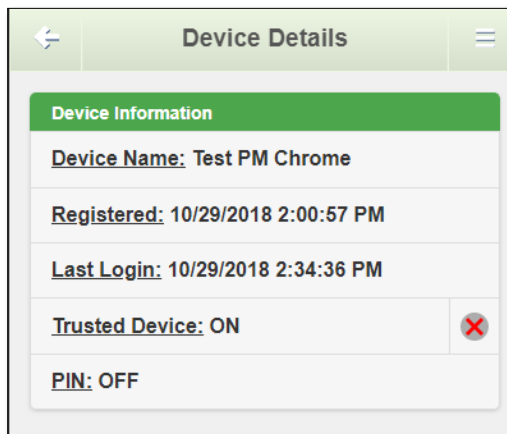 Device Details
Device Information
Device Name: Test PM Chrome
Registered: 10/29/2018 2:00:57 PM
Last Login: 10/29/2018 2:34:36 PM
Trusted Device: ON
PIN: OFF